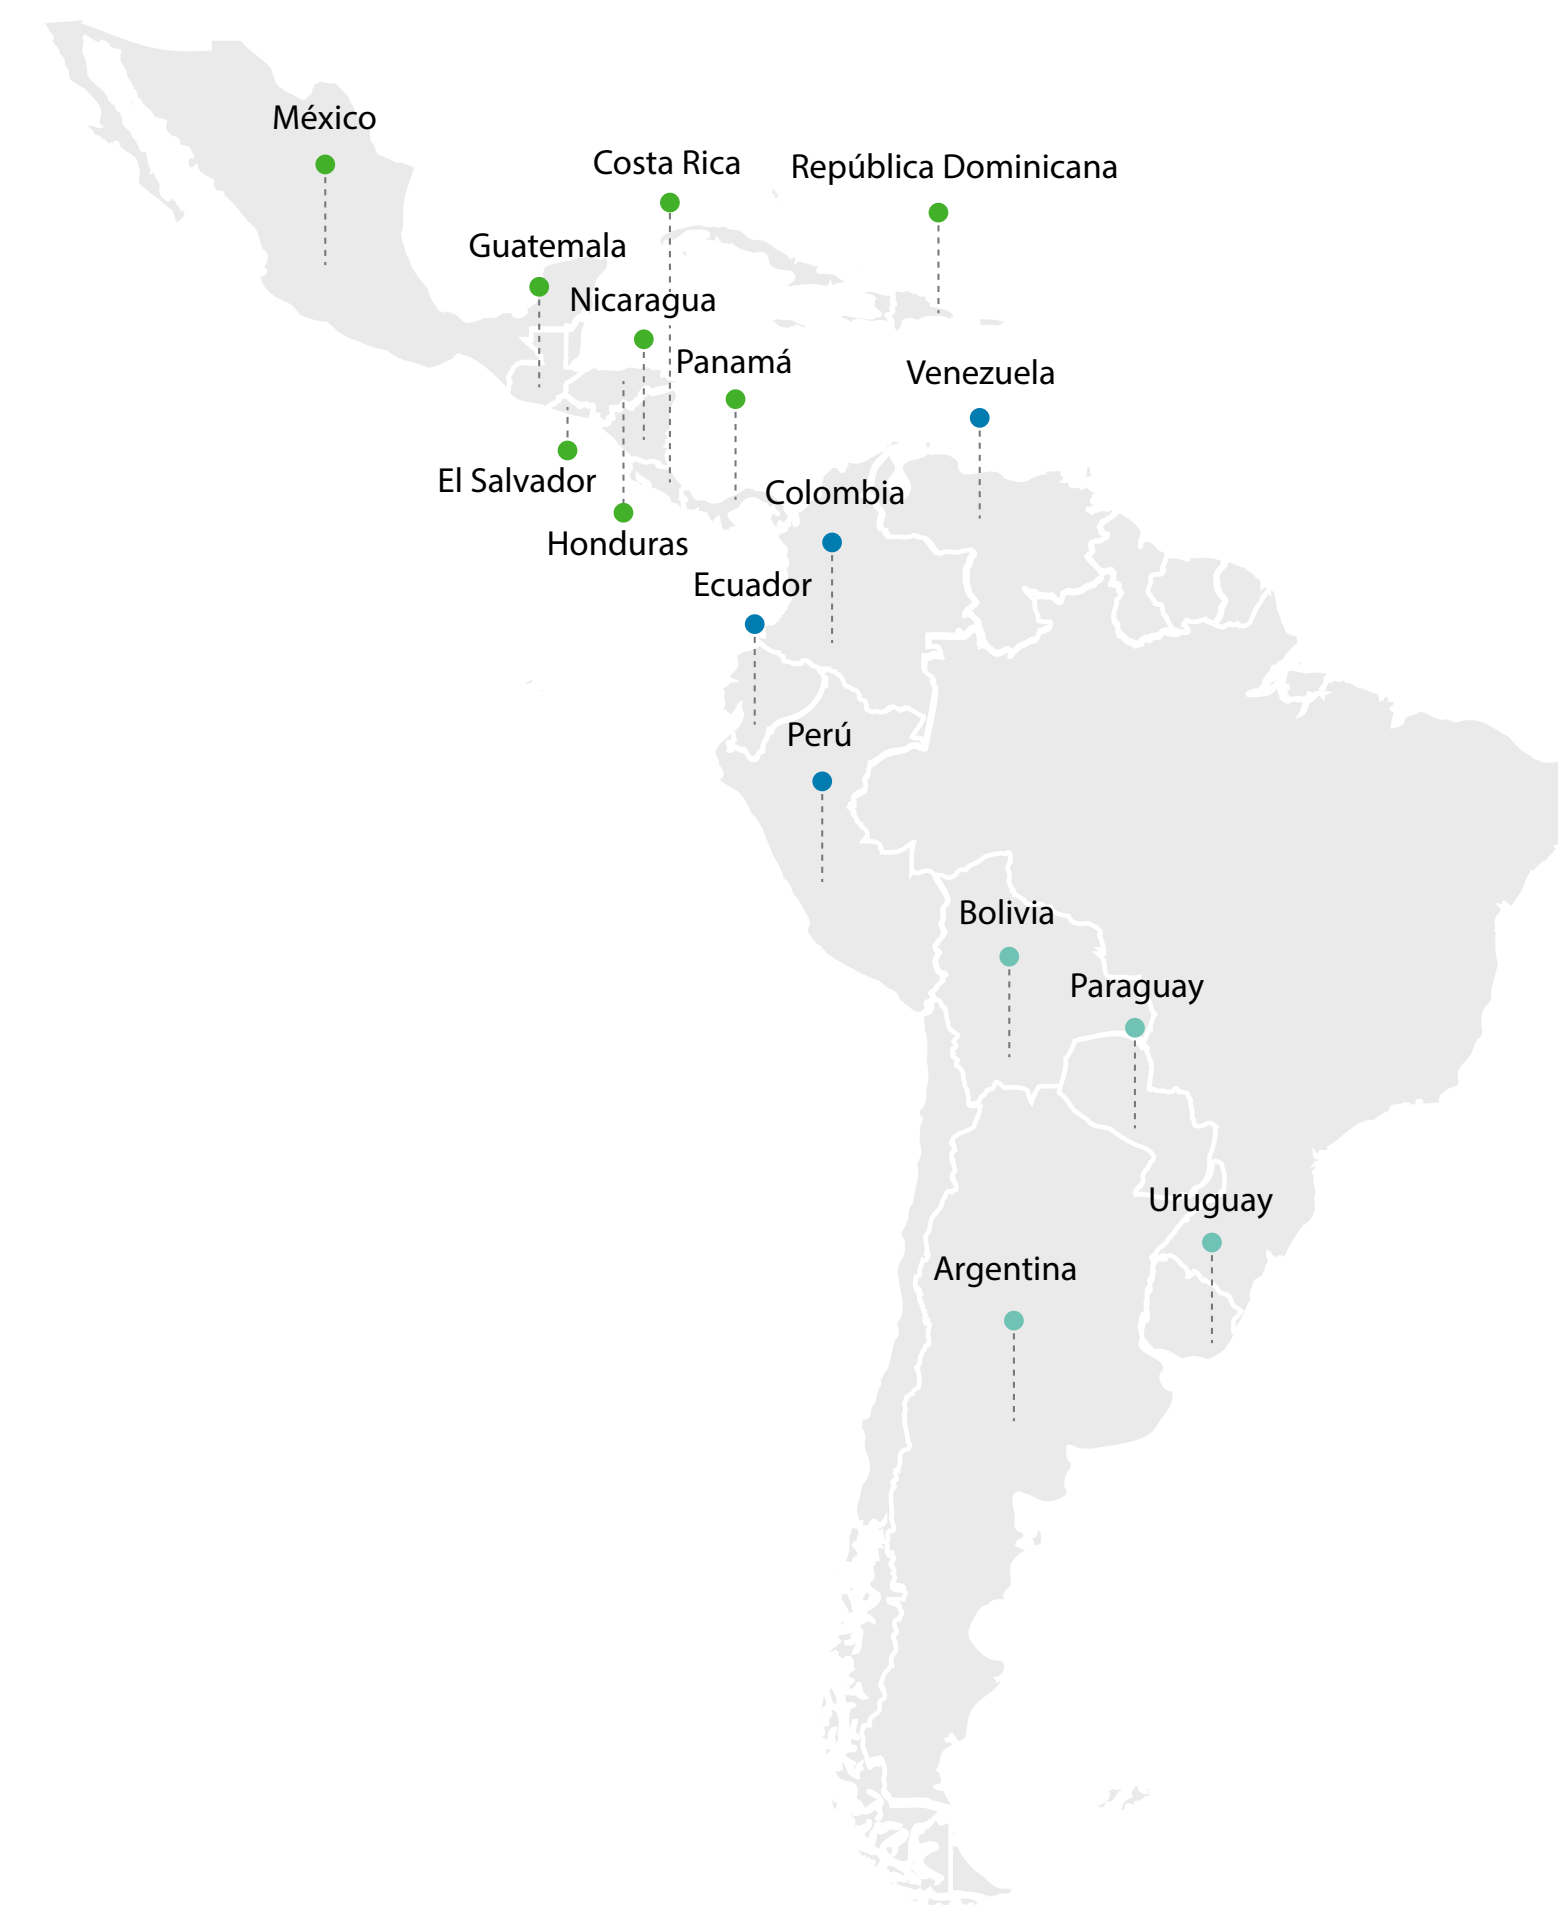 México
Costa Rica
República Dominicana
Guatemala
Nicaragua
Panamá
Venezuela
El Salvador
Colombia
Honduras
Ecuador
Perú
Bolivia
Paraguay
Uruguay
Argentina